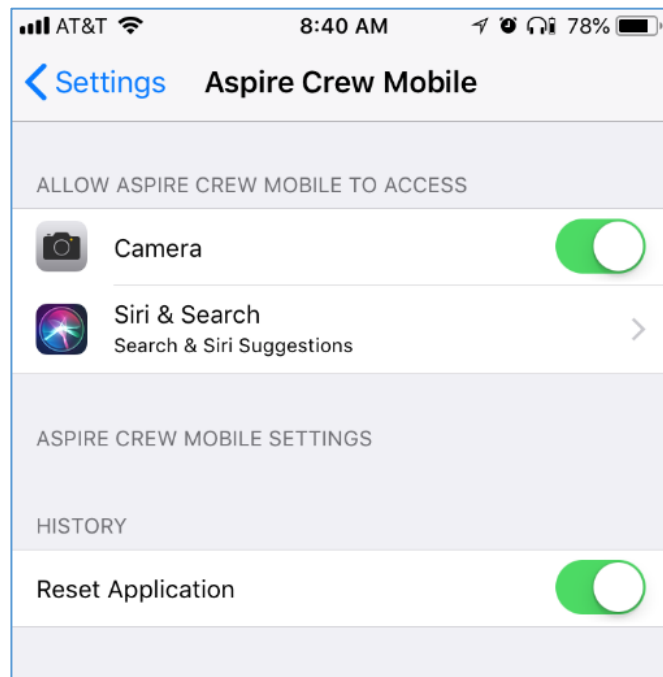 AT&T 8:40 AM 78%
Settings Aspire Crew Mobile
ALLOW ASPIRE CREW MOBILE TO ACCESS
Camera
Siri & Search
Search & Siri Suggestions
ASPIRE CREW MOBILE SETTINGS
HISTORY
Reset Application